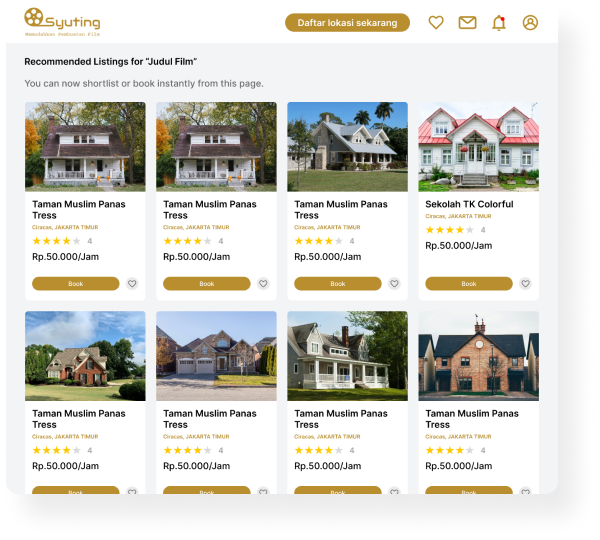 Syuting
Memudahkan Pembuatan Film
Daftar lokasi sekarang
Recommended Listings for “Judul Film”
You can now shortlist or book instantly from this page.
Taman Muslim Panas
Tress
Ciracas, JAKARTA TIMUR
4
Rp.50.000/Jam
Book
Taman Muslim Panas
Tress
Ciracas, JAKARTA TIMUR
4
Rp.50.000/Jam
Book
Taman Muslim Panas
Tress
Ciracas, JAKARTA TIMUR
4
Rp.50.000/Jam
Book
Sekolah TK Colorful
Ciracas, JAKARTA TIMUR
4
Rp.50.000/Jam
Book
Taman Muslim Panas
Tress
Ciracas, JAKARTA TIMUR
4
Rp.50.000/Jam
Book
Taman Muslim Panas
Tress
Ciracas, JAKARTA TIMUR
4
Rp.50.000/Jam
Book
Taman Muslim Panas
Tress
Ciracas, JAKARTA TIMUR
4
Rp.50.000/Jam
Book
Taman Muslim Panas
Tress
Ciracas, JAKARTA TIMUR
4
Rp.50.000/Jam
Book